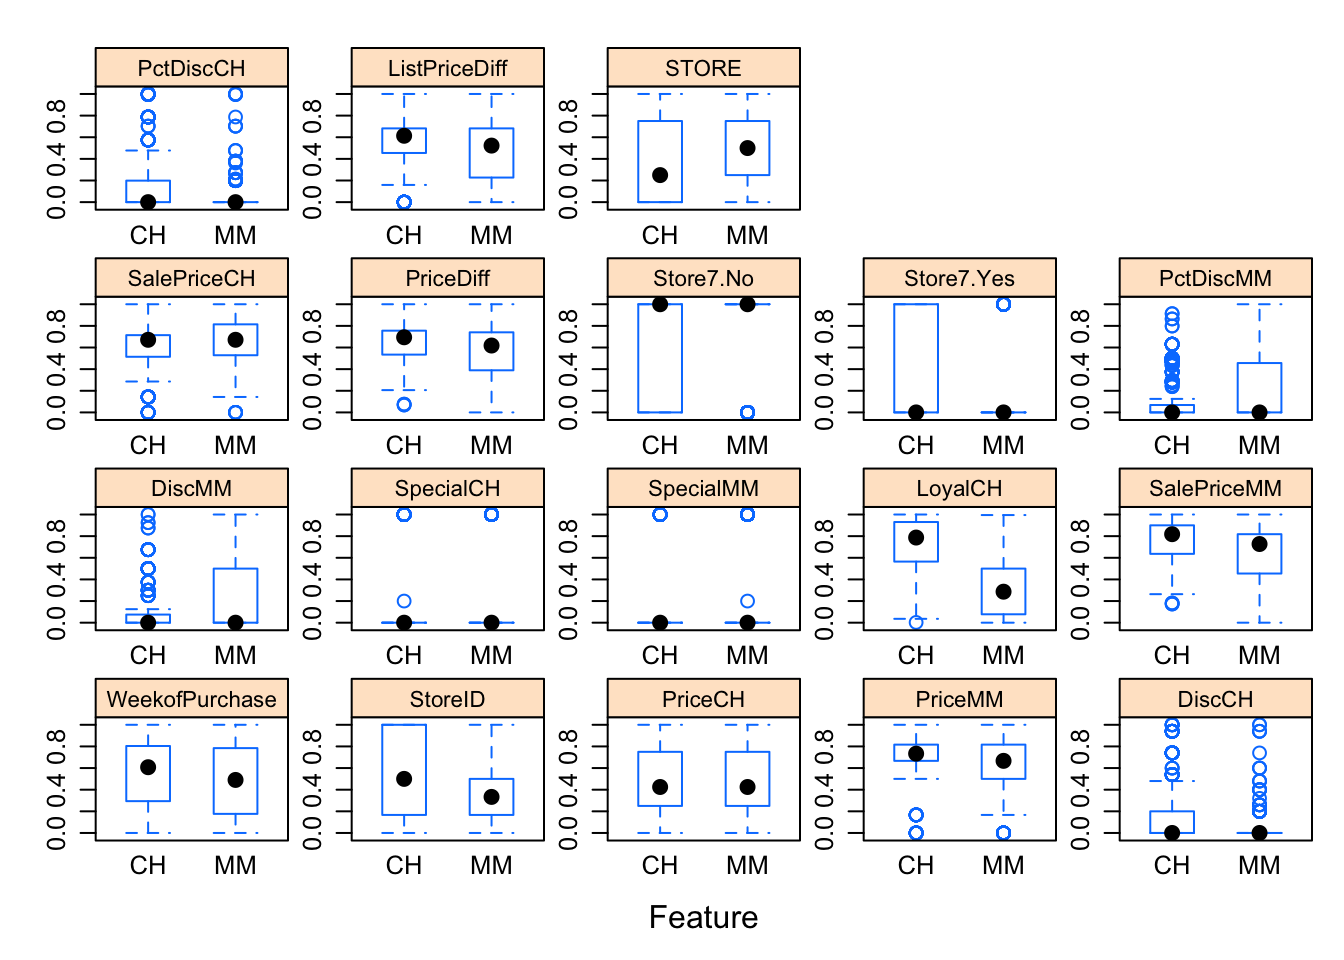 PctDiscCH ListPriceDiff STORE
0.0 0.4 0.8 0.0 0.4 0.8 0.0 0.4 0.8
CH MM CH MM CH MM
SalePriceCH PriceDiff Store7.No Store7.Yes PctDiscMM
0.0 0.4 0.8 0.0 0.4 0.8 0.0 0.4 0.8 0.0 0.4 0.8 0.0 0.4 0.8
CH MM CH MM CH MM CH MM CH MM
DiscMM SpecialCH SpecialMM LoyalCH SalePriceMM
0.0 0.4 0.8 0.0 0.4 0.8 0.0 0.4 0.8 0.0 0.4 0.8 0.0 0.4 0.8
CH MM CH MM CH MM CH MM CH MM
WeekofPurchase StoreID PriceCH PriceMM DiscCH
0.0 0.4 0.8 0.0 0.4 0.8 0.0 0.4 0.8 0.0 0.4 0.8 0.0 0.4 0.8
CH MM CH MM CH MM CH MM CH MM
Feature